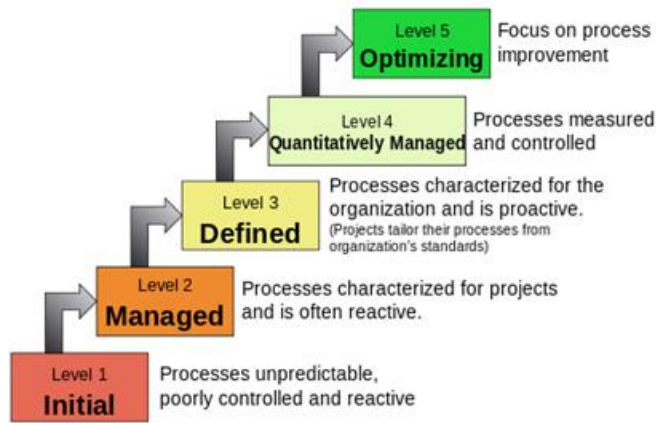 Level 5
Optimizing
Focus on process
improvement
Level 4
Quantitatively Managed
Processes measured
and controlled
Level 3
Defined
Processes characterized for the
organization and is proactive.
(Projects tailor their processes from
organization's standards)
Level 2
Managed
Processes characterized for projects
and is often reactive.
Level 1
Initial
Processes unpredictable,
poorly controlled and reactive